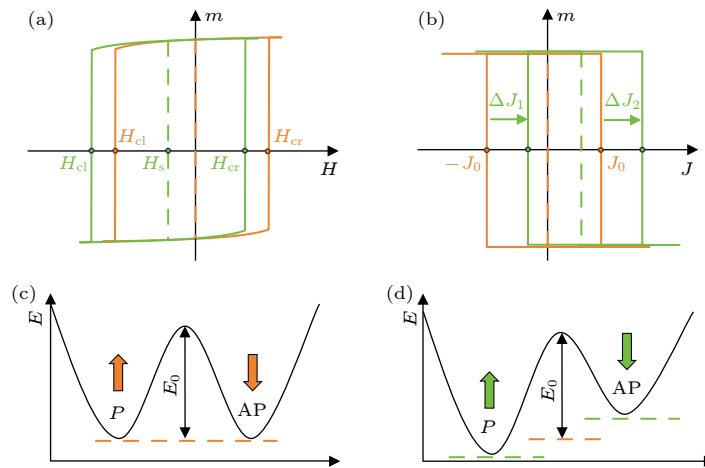 (a)
m
H_cl
H_cr
H_cl
H_s
H_cr
H
(b)
m
ΔJ_1
ΔJ_2
−J_0
J_0
J
(c)
E
P
E_0
AP
(d)
E
P
E_0
AP